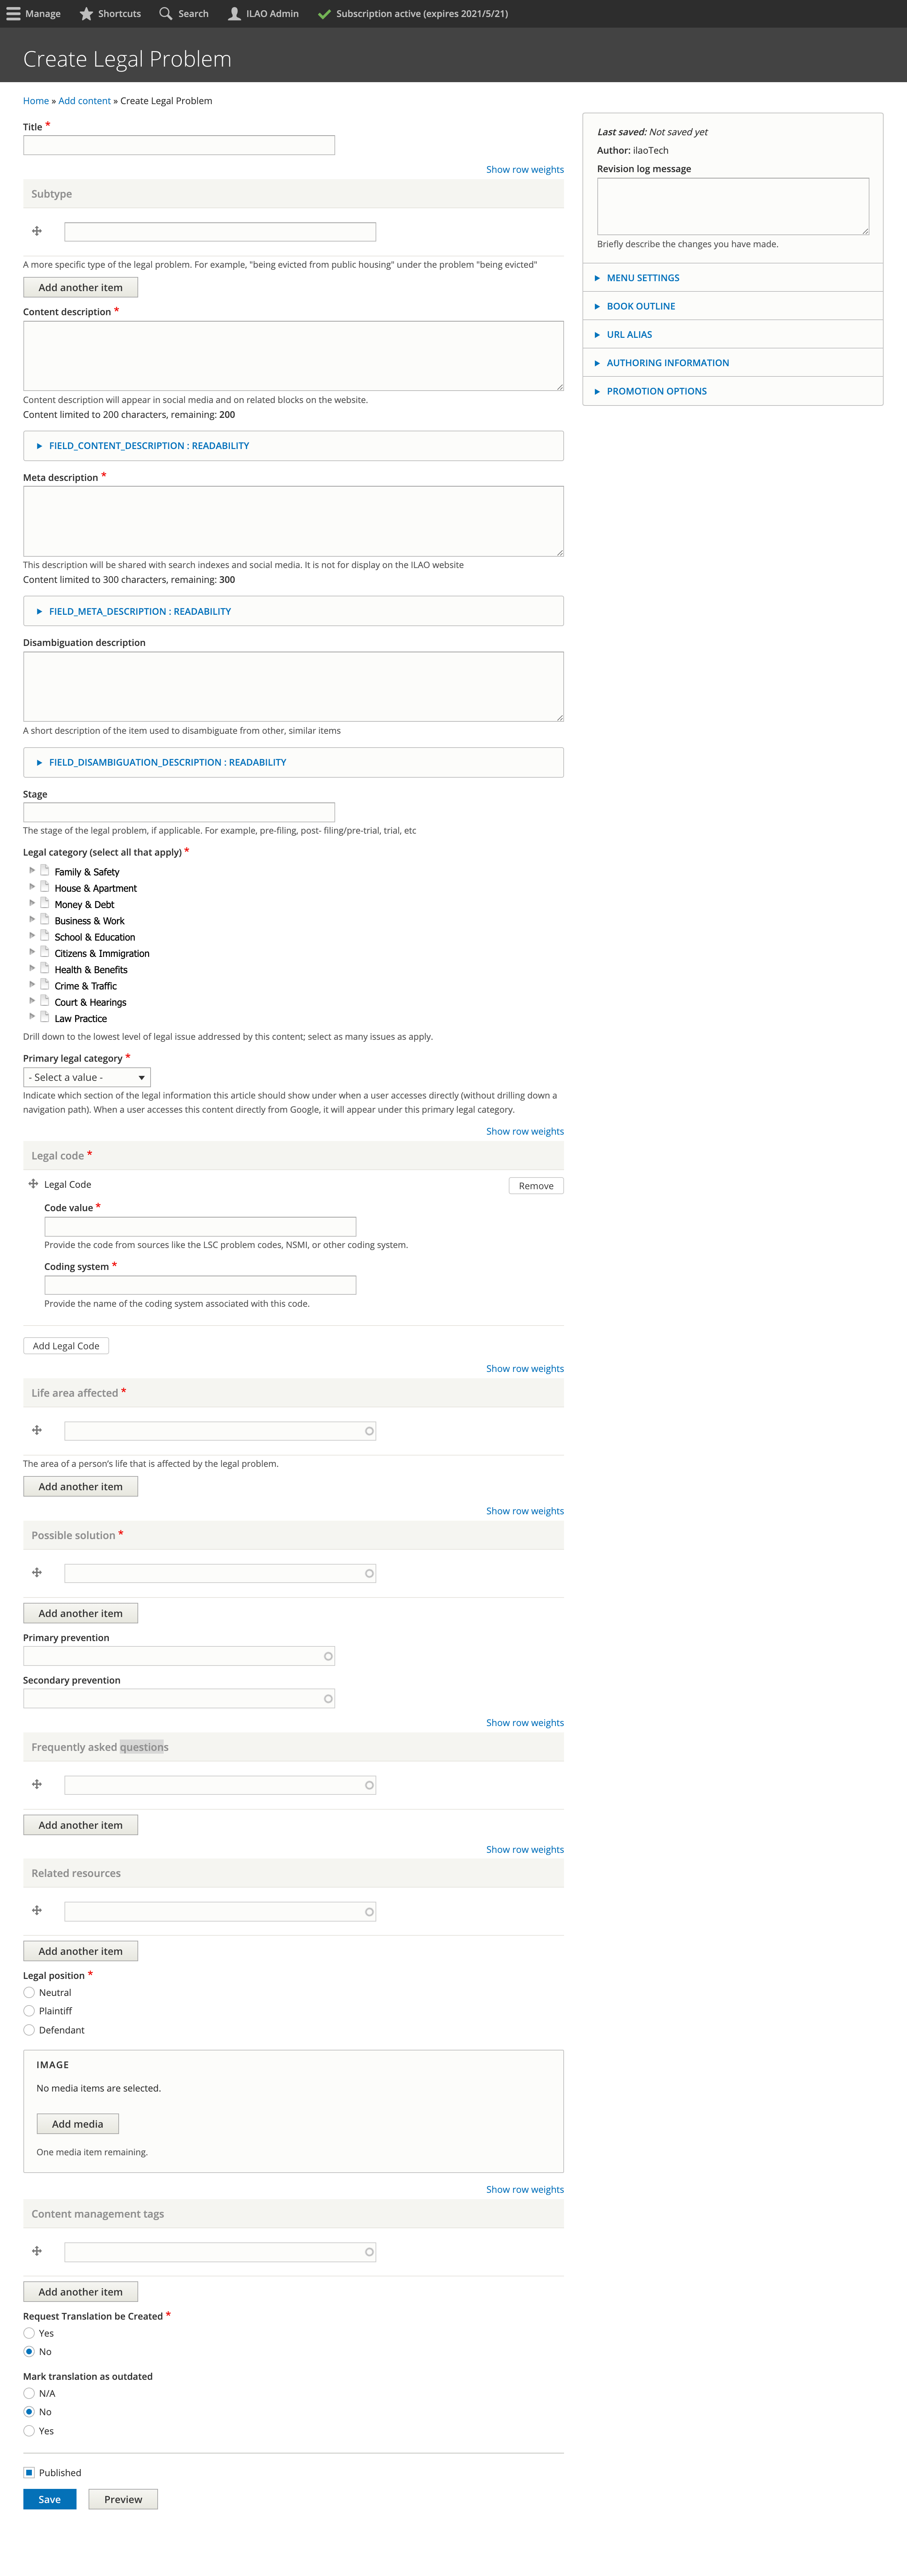 Manage Shortcuts Search ILAO Admin Subscription active (expires 2021/5/21)
Create Legal Problem
Home » Add content » Create Legal Problem
Title *
Show row weights
Subtype
A more specific type of the legal problem. For example, "being evicted from public housing" under the problem "being evicted"
Add another item
Content description *
Content description will appear in social media and on related blocks on the website.
Content limited to 200 characters, remaining: 200
FIELD_CONTENT_DESCRIPTION : READABILITY
Meta description *
This description will be shared with search indexes and social media. It is not for display on the ILAO website
Content limited to 300 characters, remaining: 300
FIELD_META_DESCRIPTION : READABILITY
Disambiguation description
A short description of the item used to disambiguate from other, similar items
FIELD_DISAMBIGUATION_DESCRIPTION : READABILITY
Stage
The stage of the legal problem, if applicable. For example, pre-filing, post- filing/pre-trial, trial, etc
Legal category (select all that apply) *
Family & Safety
House & Apartment
Money & Debt
Business & Work
School & Education
Citizens & Immigration
Health & Benefits
Crime & Traffic
Court & Hearings
Law Practice
Drill down to the lowest level of legal issue addressed by this content; select as many issues as apply.
Primary legal category *
- Select a value -
Indicate which section of the legal information this article should show under when a user accesses directly (without drilling down a
navigation path). When a user accesses this content directly from Google, it will appear under this primary legal category.
Show row weights
Legal code *
Legal Code
Remove
Code value *
Provide the code from sources like the LSC problem codes, NSMI, or other coding system.
Coding system *
Provide the name of the coding system associated with this code.
Add Legal Code
Show row weights
Life area affected *
The area of a person's life that is affected by the legal problem.
Add another item
Show row weights
Possible solution *
Add another item
Primary prevention
Secondary prevention
Show row weights
Frequently asked questions
Add another item
Show row weights
Related resources
Add another item
Legal position *
Neutral
Plaintiff
Defendant
IMAGE
No media items are selected.
Add media
One media item remaining.
Show row weights
Content management tags
Add another item
Request Translation be Created *
Yes
No
Mark translation as outdated
N/A
No
Yes
Published
Save Preview
Last saved: Not saved yet
Author: ilaoTech
Revision log message
Briefly describe the changes you have made.
MENU SETTINGS
BOOK OUTLINE
URL ALIAS
AUTHORING INFORMATION
PROMOTION OPTIONS